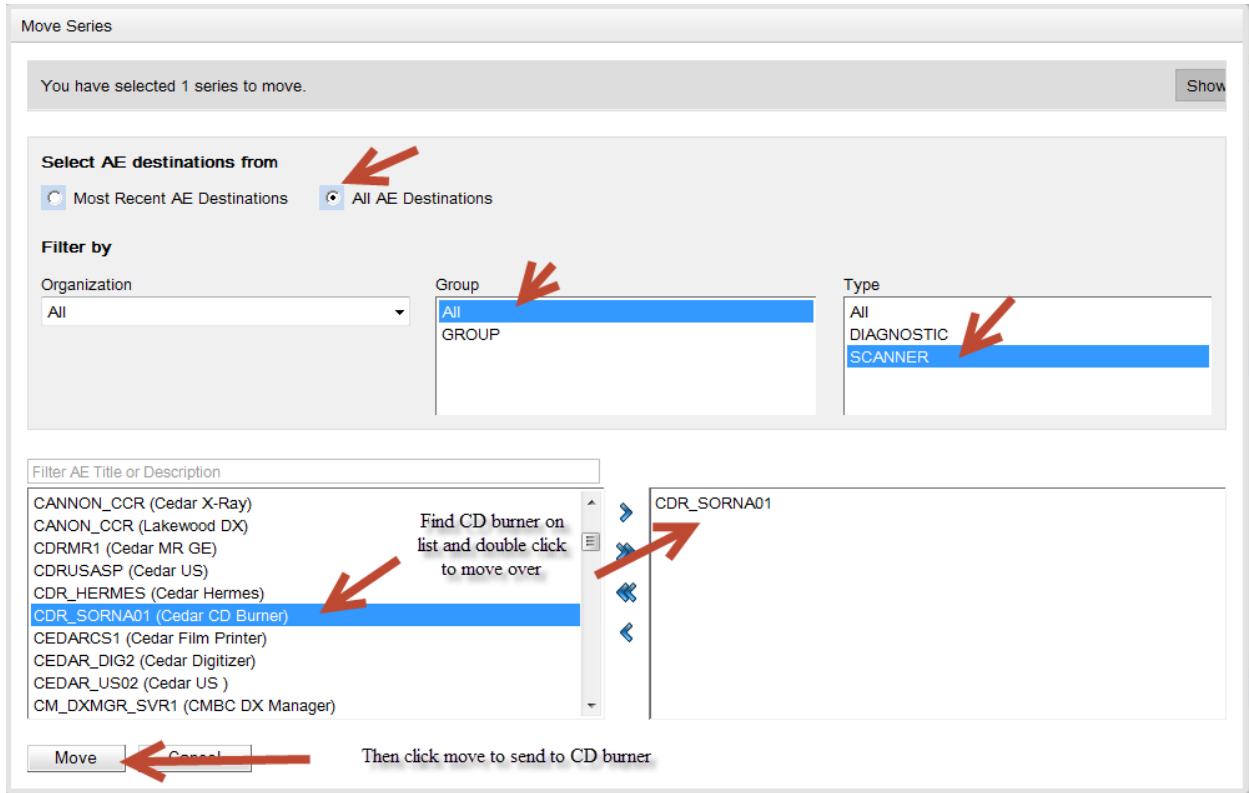 Move Series
You have selected 1 series to move.
Show
Select AE destinations from
Most Recent AE Destinations
All AE Destinations
Filter by
Organization
Group
Type
All
All
GROUP
All
DIAGNOSTIC
SCANNER
Filter AE Title or Description
CANNON_CCR (Cedar X-Ray)
CANON_CCR (Lakewood DX)
CDRMR1 (Cedar MR GE)
CDRUSASP (Cedar US)
CDR_HERMES (Cedar Hermes)
CDR_SORNA01 (Cedar CD Burner)
CEDARCS1 (Cedar Film Printer)
CEDAR_DIG2 (Cedar Digitizer)
CEDAR_US02 (Cedar US )
CM_DXMGR_SVR1 (CMBC DX Manager)
Find CD burner on
list and double click
to move over
CDR_SORNA01
Move
Cancel
Then click move to send to CD burner